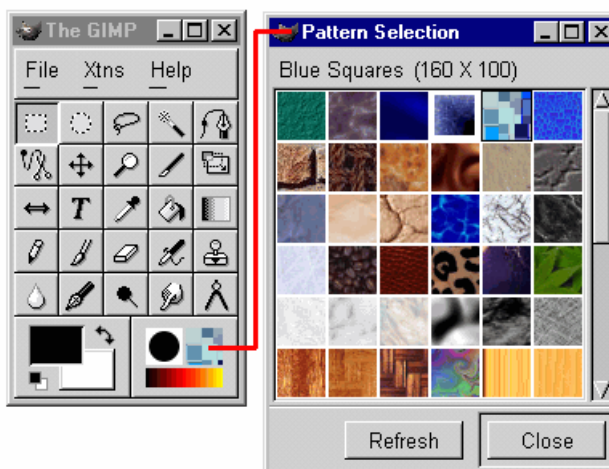 The GIMP
File Xtns Help
T
Pattern Selection
Blue Squares (160 X 100)
Refresh Close